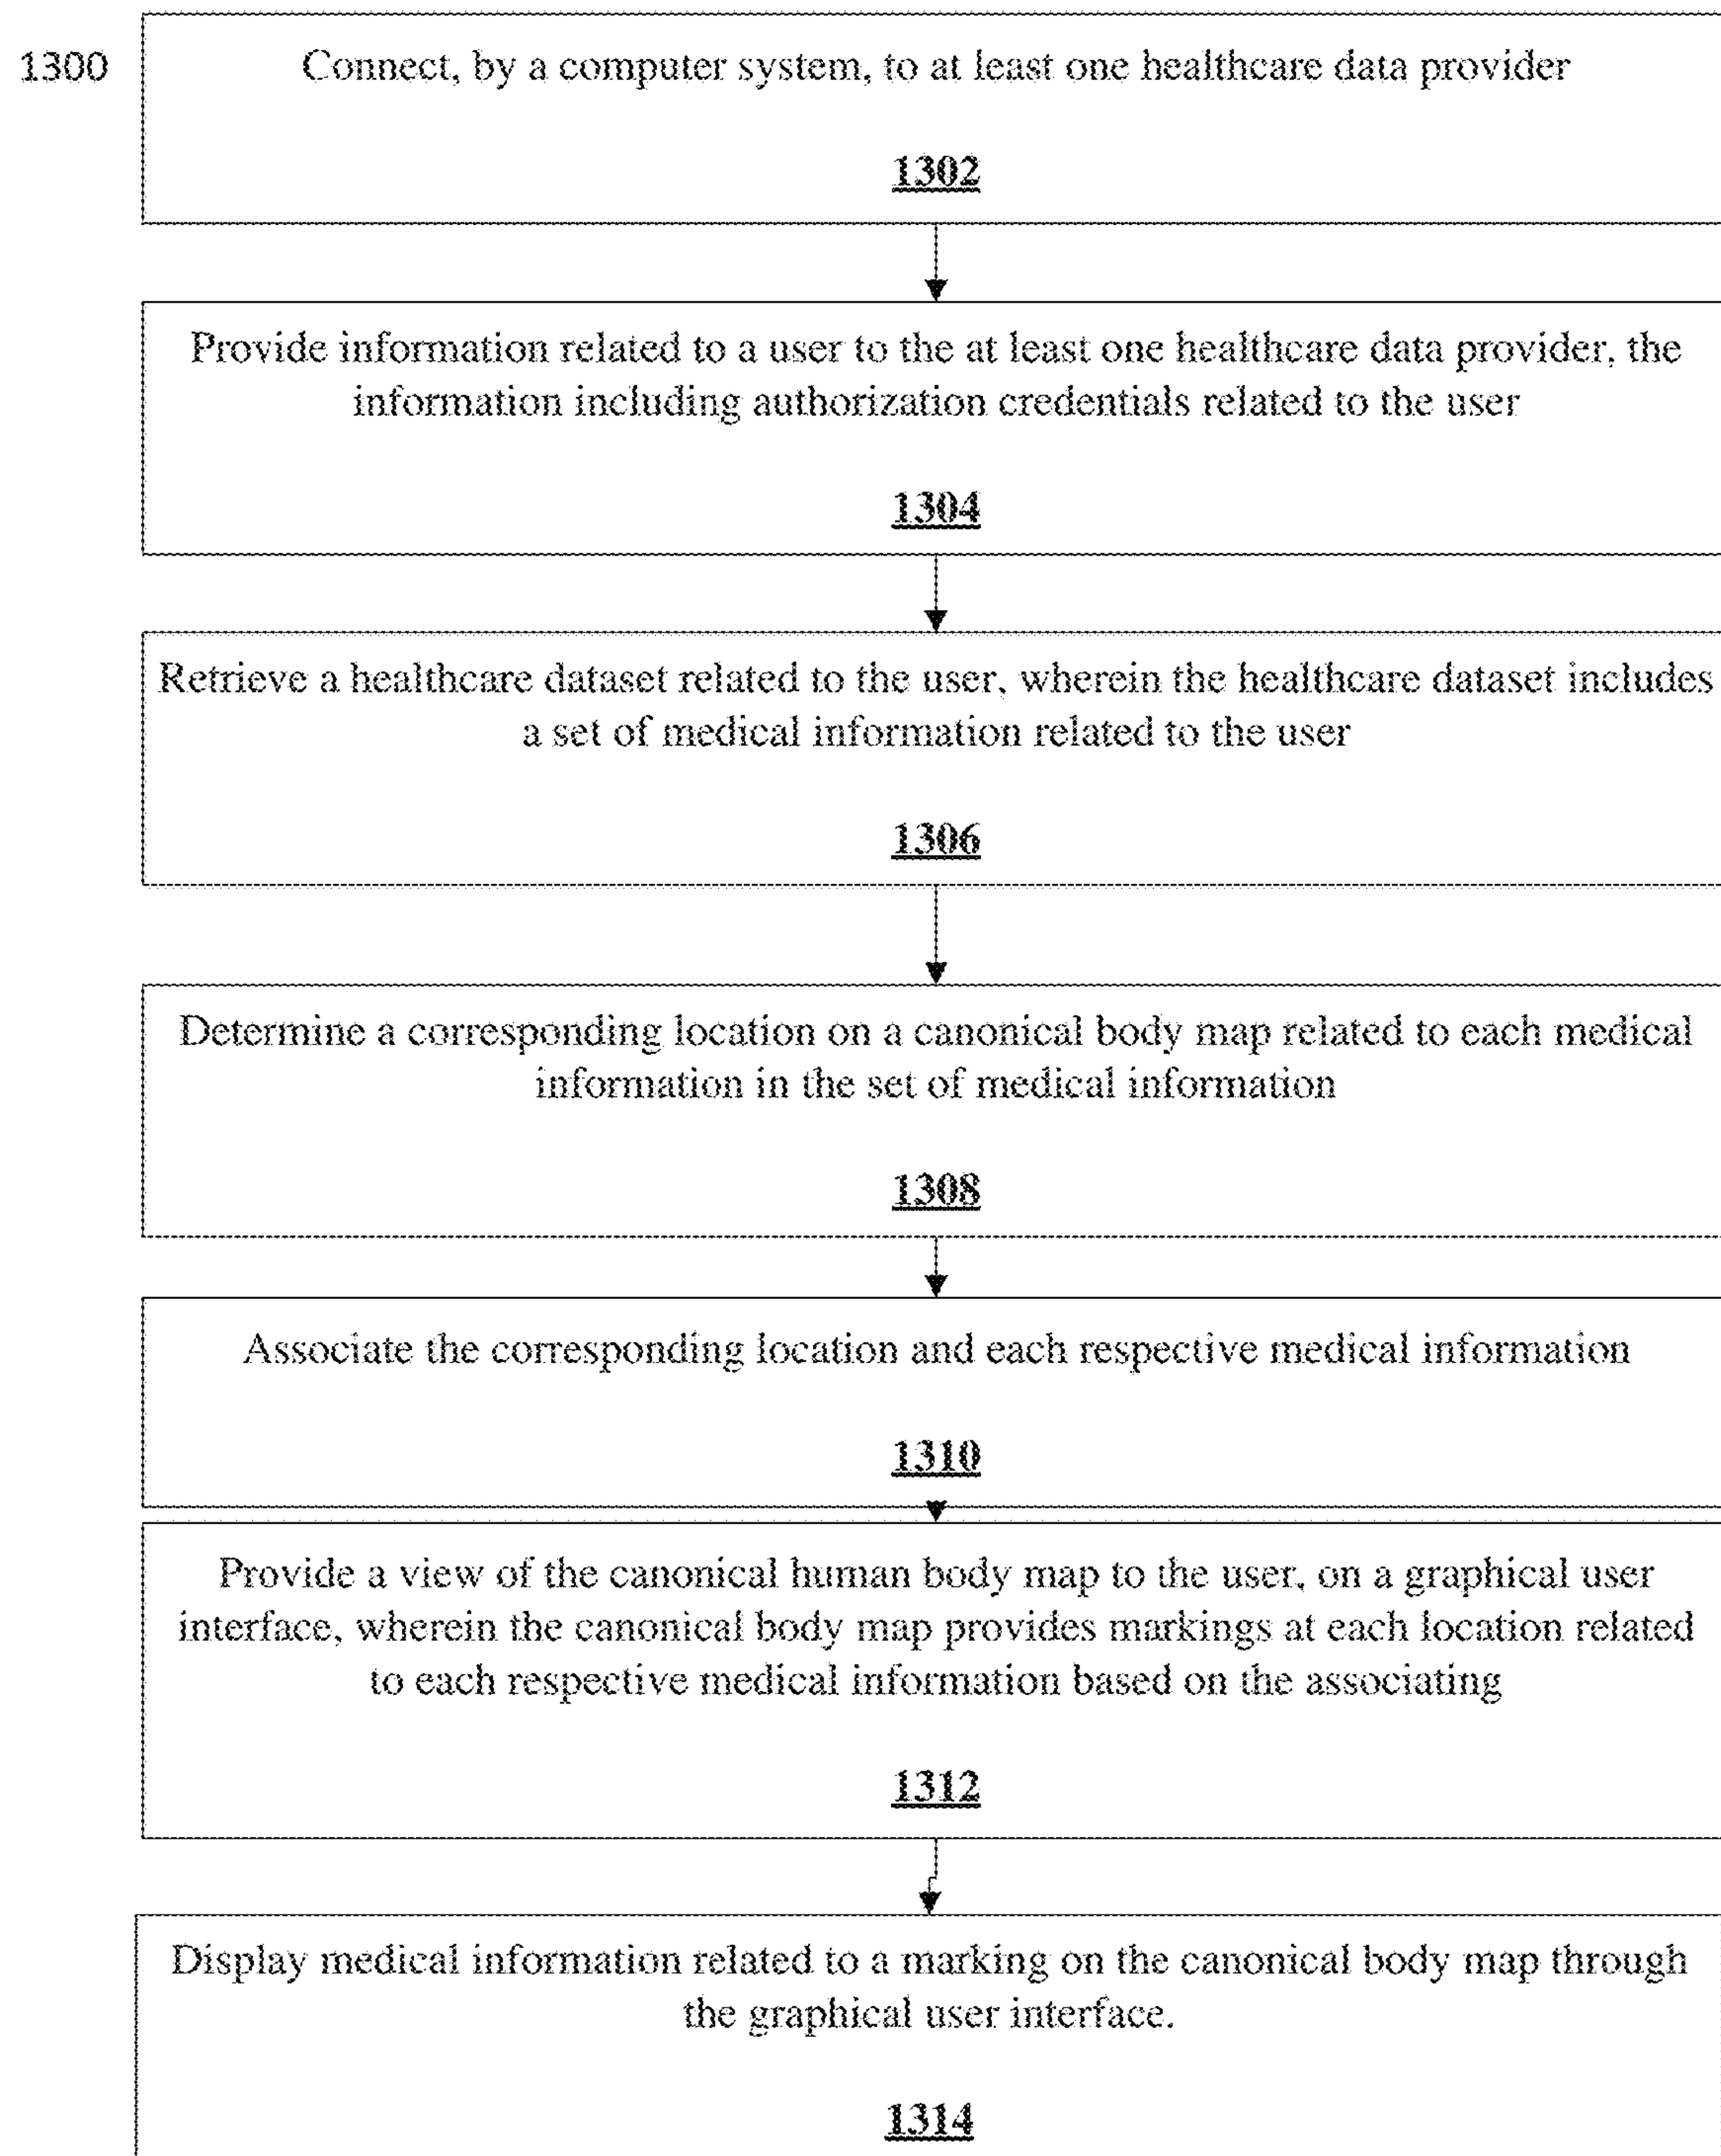 1300
Connect, by a computer system, to at least one healthcare data provider
1302
Provide information related to a user to the at least one healthcare data provider, the
information including authorization credentials related to the user
1304
Retrieve a healthcare dataset related to the user, wherein the healthcare dataset includes
a set of medical information related to the user
1306
Determine a corresponding location on a canonical body map related to each medical
information in the set of medical information
1308
Associate the corresponding location and each respective medical information
1310
Provide a view of the canonical human body map to the user, on a graphical user
interface, wherein the canonical body map provides markings at each location related
to each respective medical information based on the associating
1312
Display medical information related to a marking on the canonical body map through
the graphical user interface.
1314